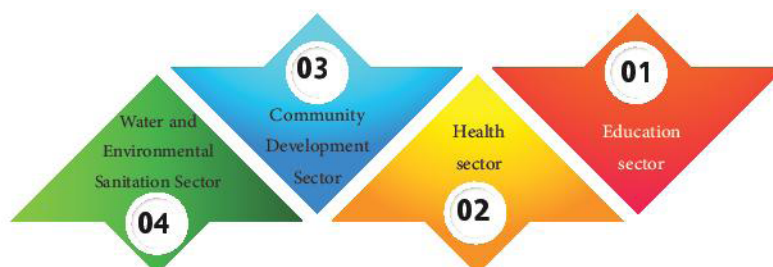 01
Education
sector
Health
sector
02
03
Community
Development
Sector
Water and
Environmental
Sanitation Sector
04